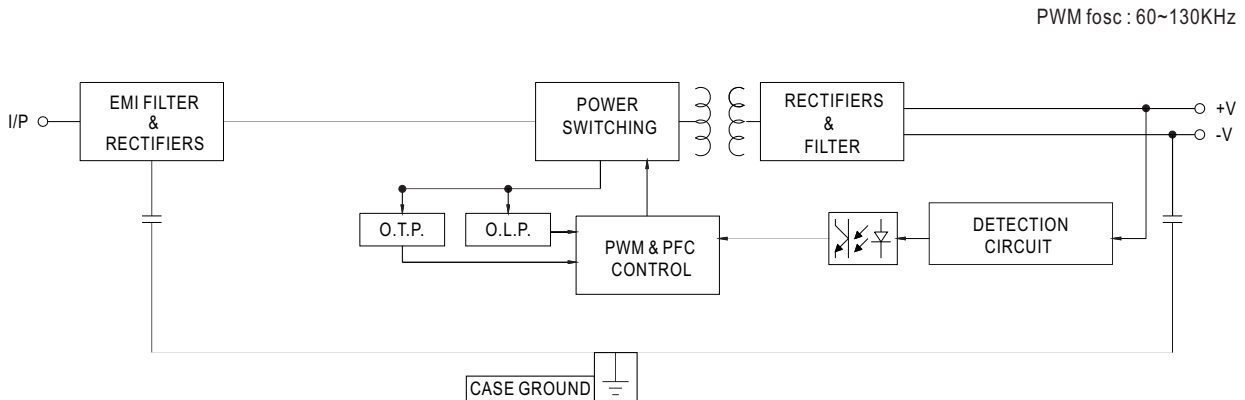 PWM fosc : 60~130KHz
I/P
EMI FILTER
&
RECTIFIERS
POWER
SWITCHING
RECTIFIERS
&
FILTER
+V
-V
O.T.P.
O.L.P.
PWM & PFC
CONTROL
DETECTION
CIRCUIT
CASE GROUND